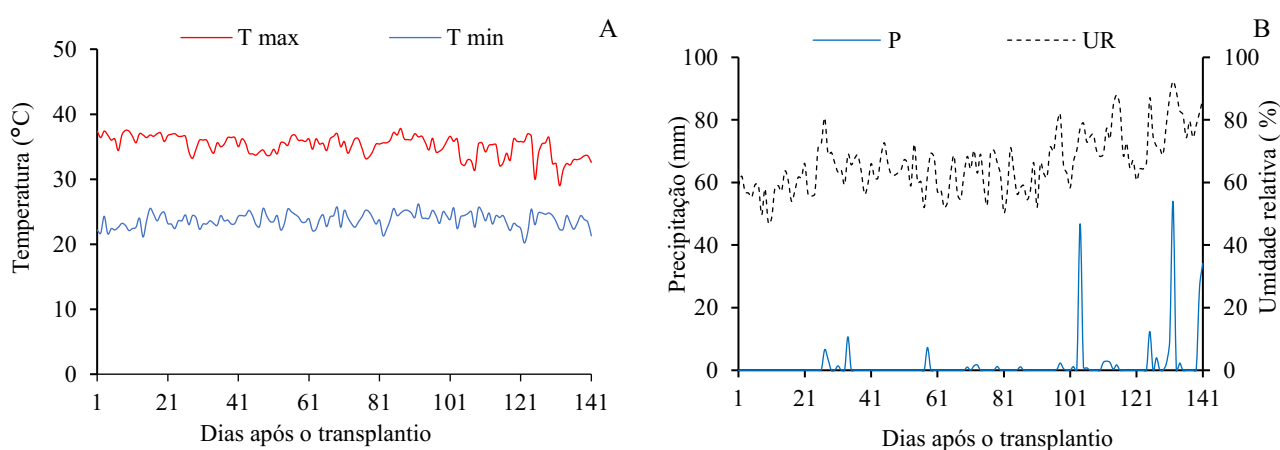 T max T min A
50
40
30
20
10
0
Temperatura (°C)
1 21 41 61 81 101 121 141
Dias após o transplantio
P UR B
100 100
80 80
60 60
40 40
20 20
0 0
Precipitação (mm)
Umidade relativa ( %)
1 21 41 61 81 101 121 141
Dias após o transplantio